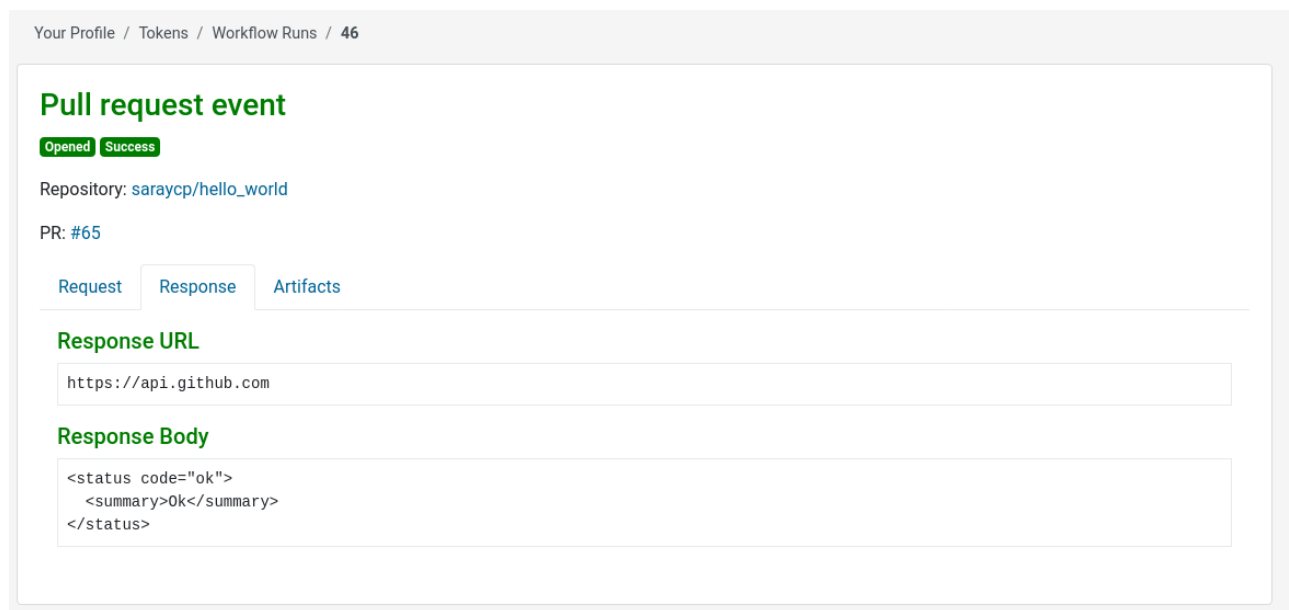 Your Profile / Tokens / Workflow Runs / 46
Pull request event
Opened Success
Repository: saraycp/hello_world
PR: #65
Request Response Artifacts
Response URL
https://api.github.com
Response Body
<status code="ok">
  <summary>Ok</summary>
</status>